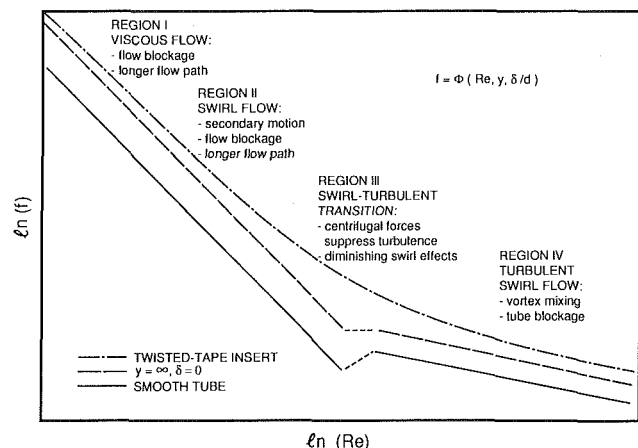 REGION I
VISCOUS FLOW:
- flow blockage
- longer flow path
f = Φ ( Re, y, δ/d )
REGION II
SWIRL FLOW:
- secondary motion
- flow blockage
- longer flow path
REGION III
SWIRL-TURBULENT
TRANSITION:
- centrifugal forces
suppress turbulence
- diminishing swirl effects
REGION IV
TURBULENT
SWIRL FLOW:
- vortex mixing
- tube blockage
TWISTED-TAPE INSERT
y = ∞, δ = 0
SMOOTH TUBE
ℓn (f)
ℓn (Re)